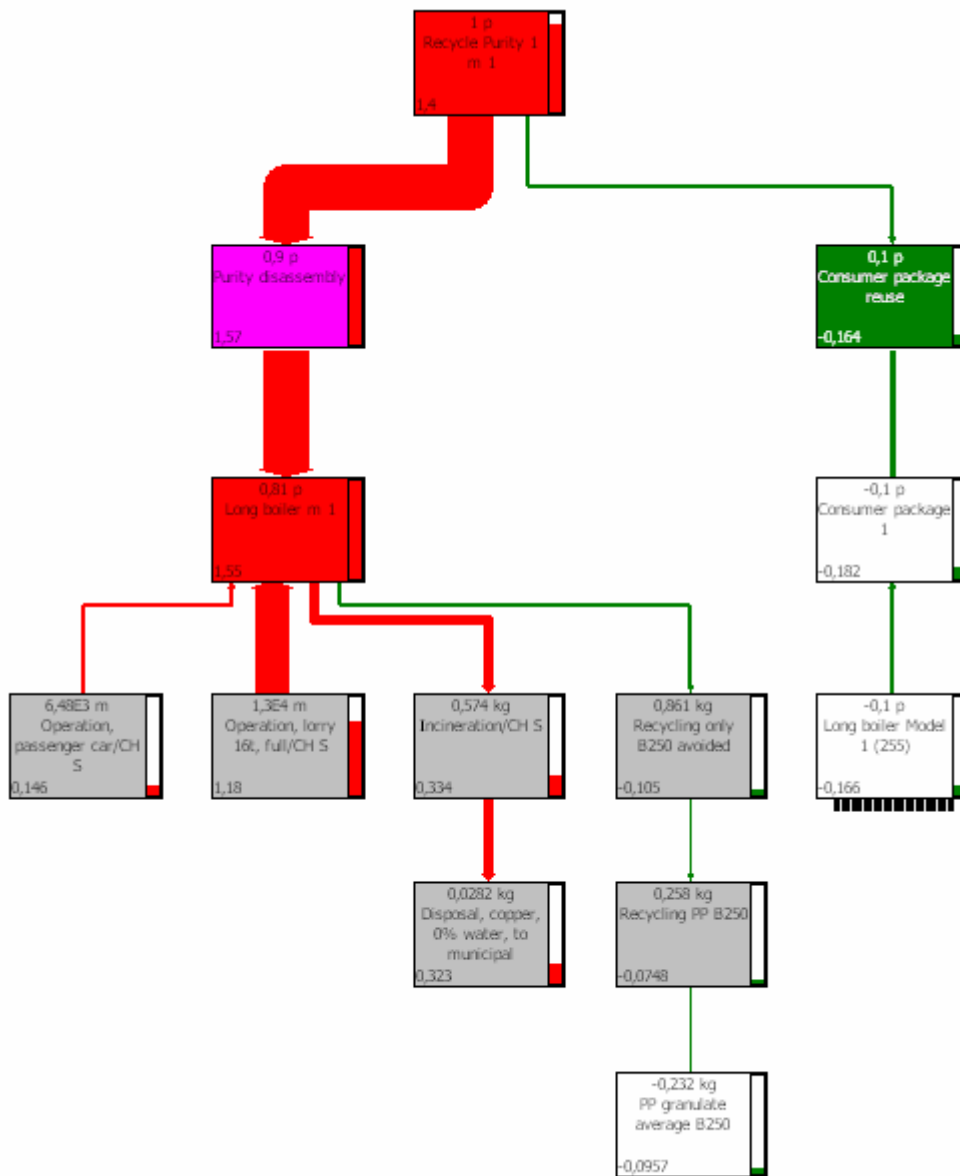 1 p
Recycle Purity 1
m 1
1,4
0,9 p
Purity disassembly
1,57
0,1 p
Consumer package
reuse
-0,164
0,81 p
Long boiler m 1
1,55
-0,1 p
Consumer package
1
-0,182
6,48E3 m
Operation,
passenger car/CH
S
0,146
1,3E4 m
Operation, lorry
16t, full/CH S
1,18
0,574 kg
Incineration/CH S
0,334
0,861 kg
Recycling only
B250 avoided
-0,105
-0,1 p
Long boiler Model
1 (255)
-0,166
0,0282 kg
Disposal, copper,
0% water, to
municipal
0,323
0,258 kg
Recycling PP B250
-0,0748
-0,232 kg
PP granulate
average B250
-0,0957